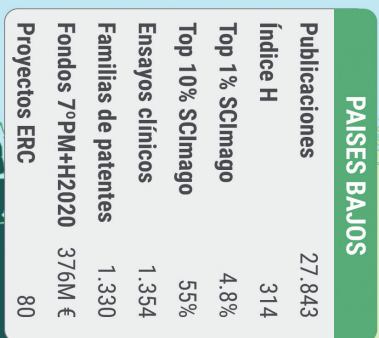 PAISES BAJOS
Publicaciones 27.843
Índice H 314
Top 1% SCImago 4.8%
Top 10% SCImago 55%
Ensayos clínicos 1.354
Familias de patentes 1.330
Fondos 7ºPM+H2020 376M €
Proyectos ERC 80